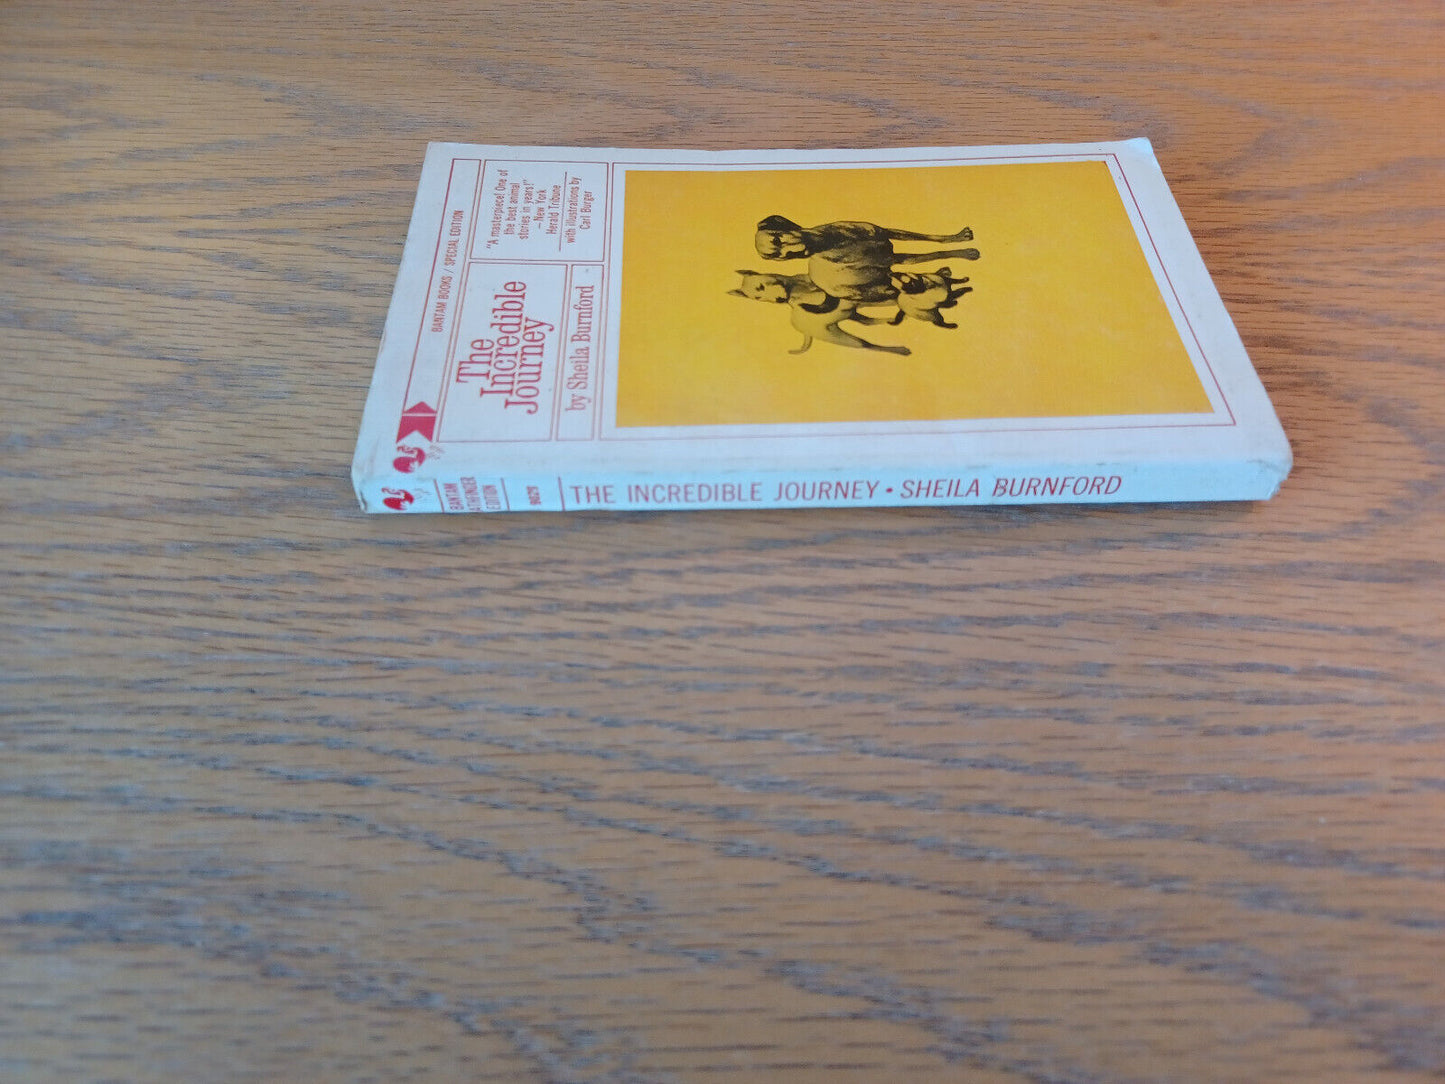 BANTAM BOOKS / SPECIAL EDITION
The
Incredible
Journey
"A masterpiece! One of
the best animal
stories in years!"
— New York
Herald Tribune
with illustrations by
Carl Burger
by Sheila Burnford
BANTAM
PATHFINDER
EDITION
THE INCREDIBLE JOURNEY • SHEILA BURNFORD